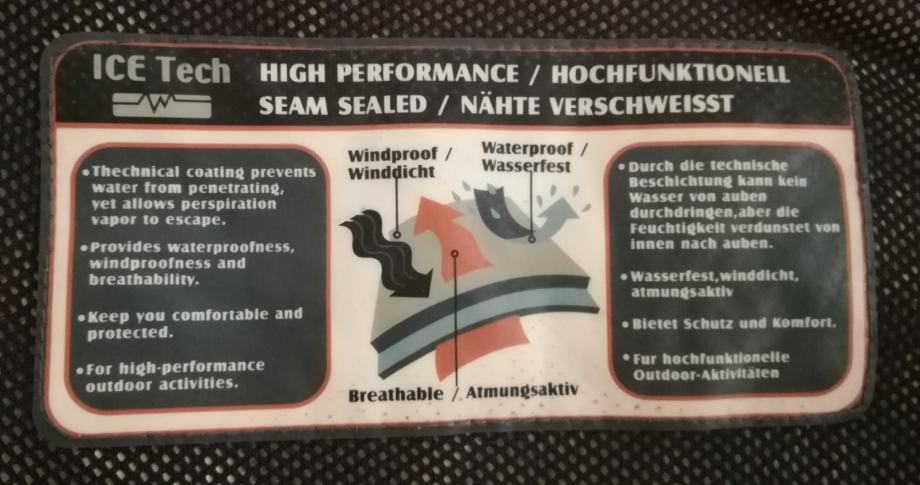 ICE Tech
HIGH PERFORMANCE / HOCHFUNKTIONELL
SEAM SEALED / NÄHTE VERSCHWEISST
• Thechnical coating prevents
water from penetrating,
yet allows perspiration
vapor to escape.
• Provides waterproofness,
windproofness and
breathability.
• Keep you comfortable and
protected.
• For high-performance
outdoor activities.
Windproof /
Winddicht
Waterproof /
Wasserfest
Breathable / Atmungsaktiv
• Durch die technische
Beschichtung kann kein
Wasser von auben
durchdringen,aber die
Feuchtigkeit verdunstet von
innen nach auben.
• Wasserfest,winddicht,
atmungsaktiv
• Bietet Schutz und Komfort.
• Fur hochfunktionelle
Outdoor-Aktivitäten